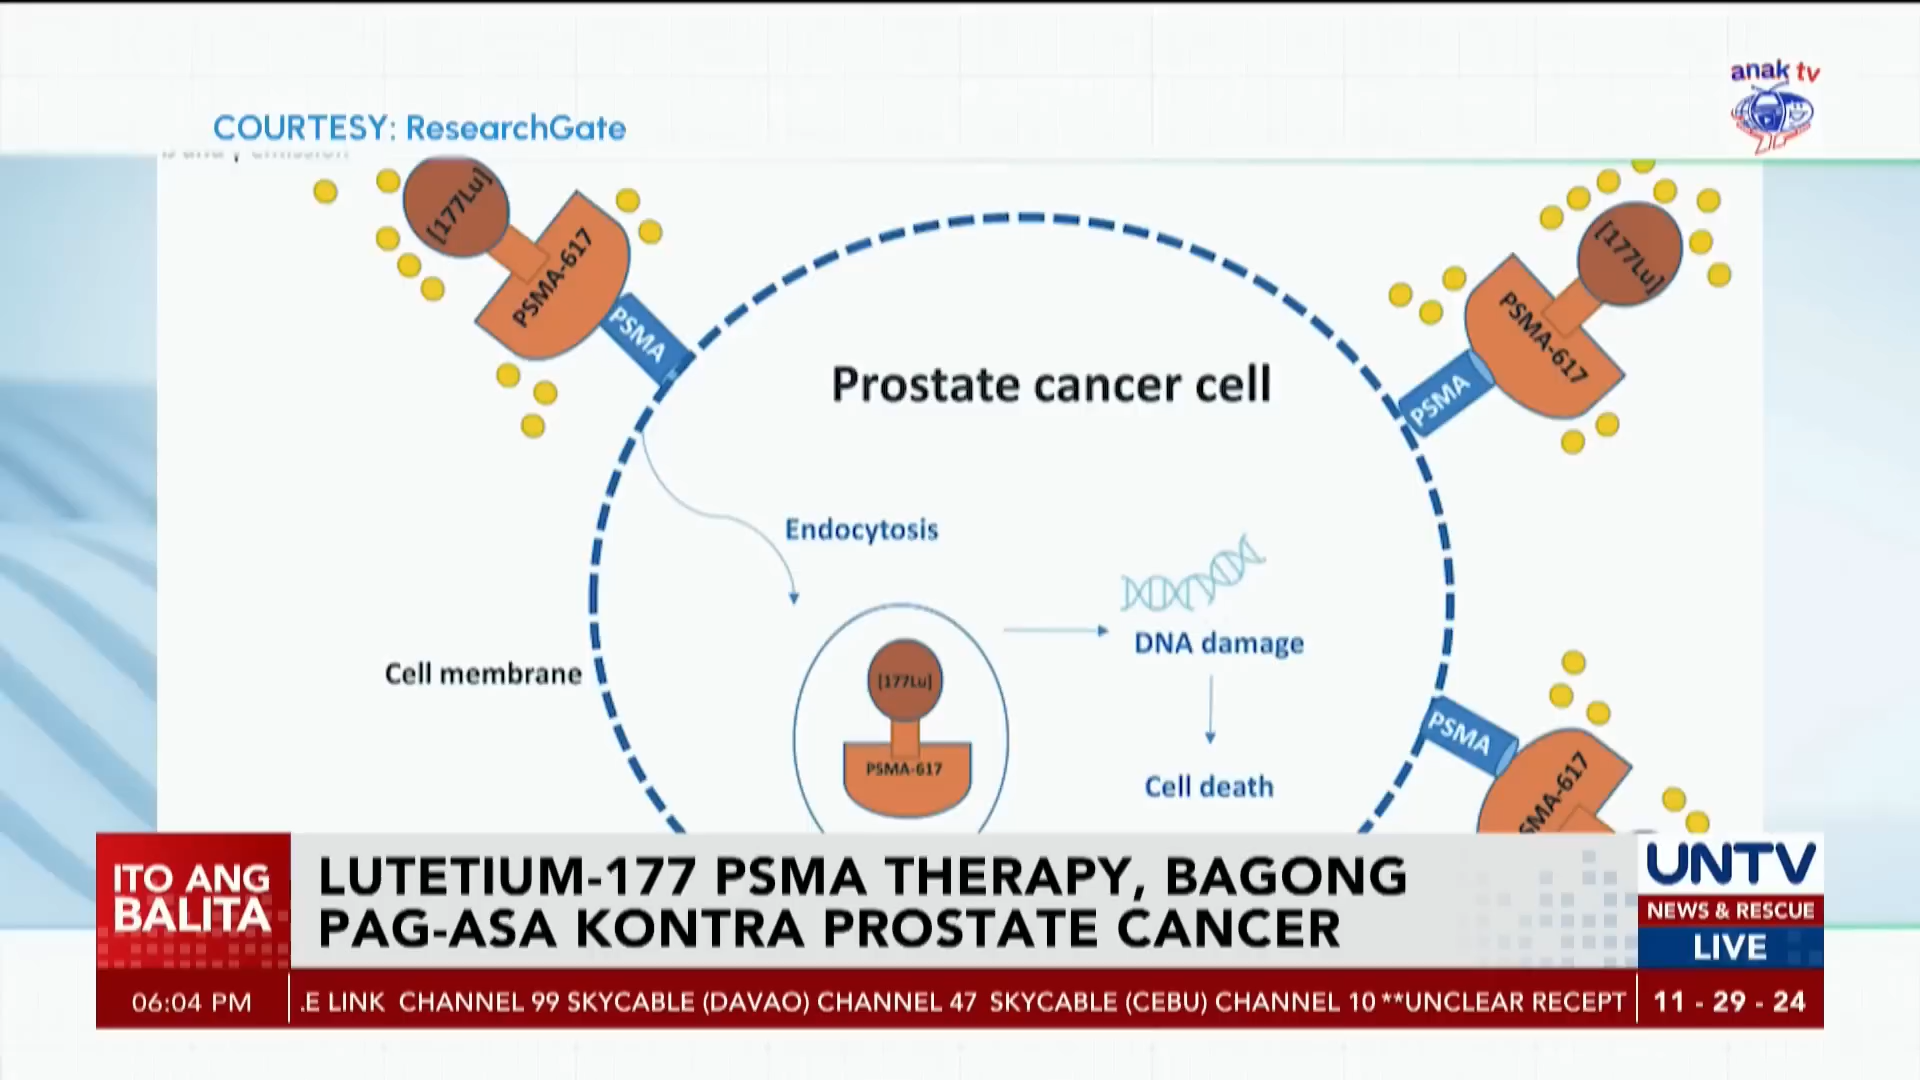 anak tv
COURTESY: ResearchGate
[177Lu]
PSMA-617
PSMA
[177Lu]
PSMA-617
PSMA
Prostate cancer cell
Endocytosis
DNA damage
Cell membrane
[177Lu]
PSMA-617
Cell death
PSMA
SMA-617
ITO ANG
BALITA
LUTETIUM-177 PSMA THERAPY, BAGONG
PAG-ASA KONTRA PROSTATE CANCER
UNTV
NEWS & RESCUE
LIVE
06:04 PM
.E LINK CHANNEL 99 SKYCABLE (DAVAO) CHANNEL 47 SKYCABLE (CEBU) CHANNEL 10 **UNCLEAR RECEPT
11 - 29 - 24